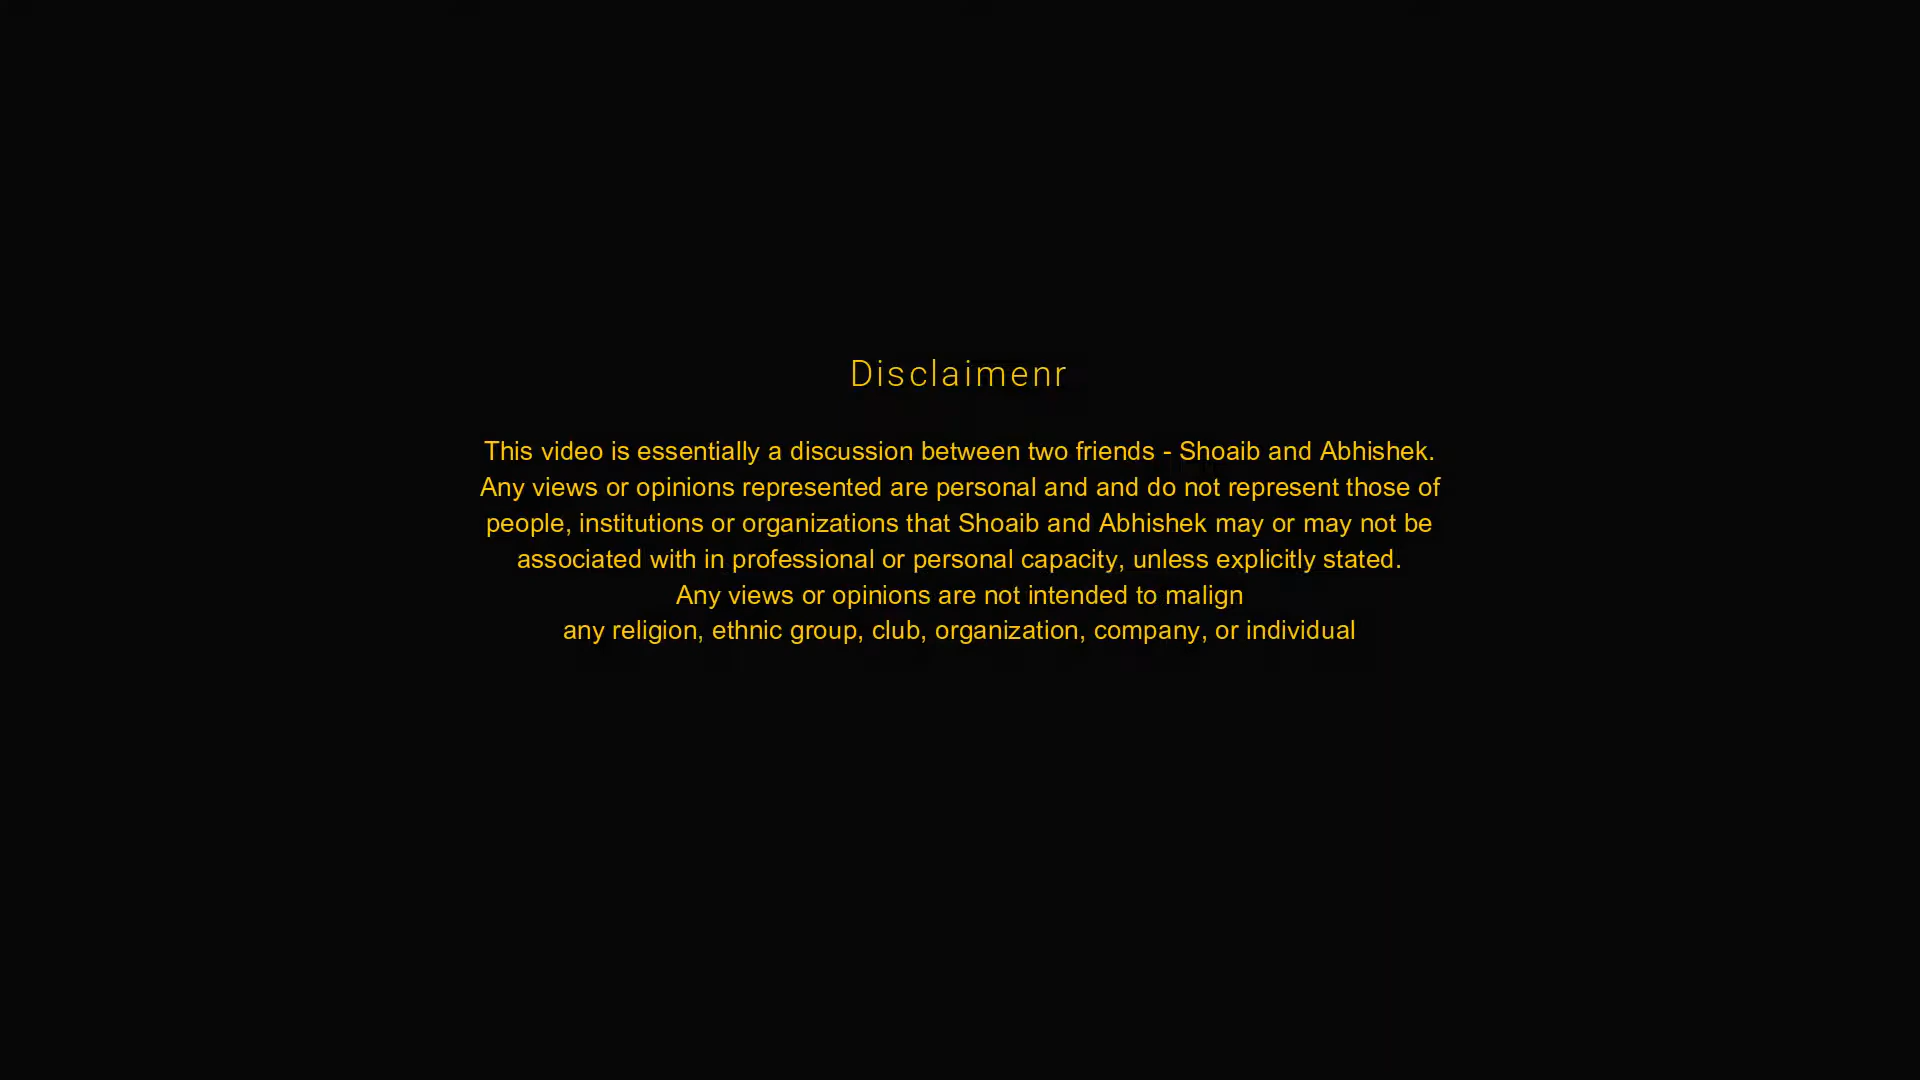 Disclaimenr
This video is essentially a discussion between two friends - Shoaib and Abhishek.
Any views or opinions represented are personal and and do not represent those of
people, institutions or organizations that Shoaib and Abhishek may or may not be
associated with in professional or personal capacity, unless explicitly stated.
Any views or opinions are not intended to malign
any religion, ethnic group, club, organization, company, or individual